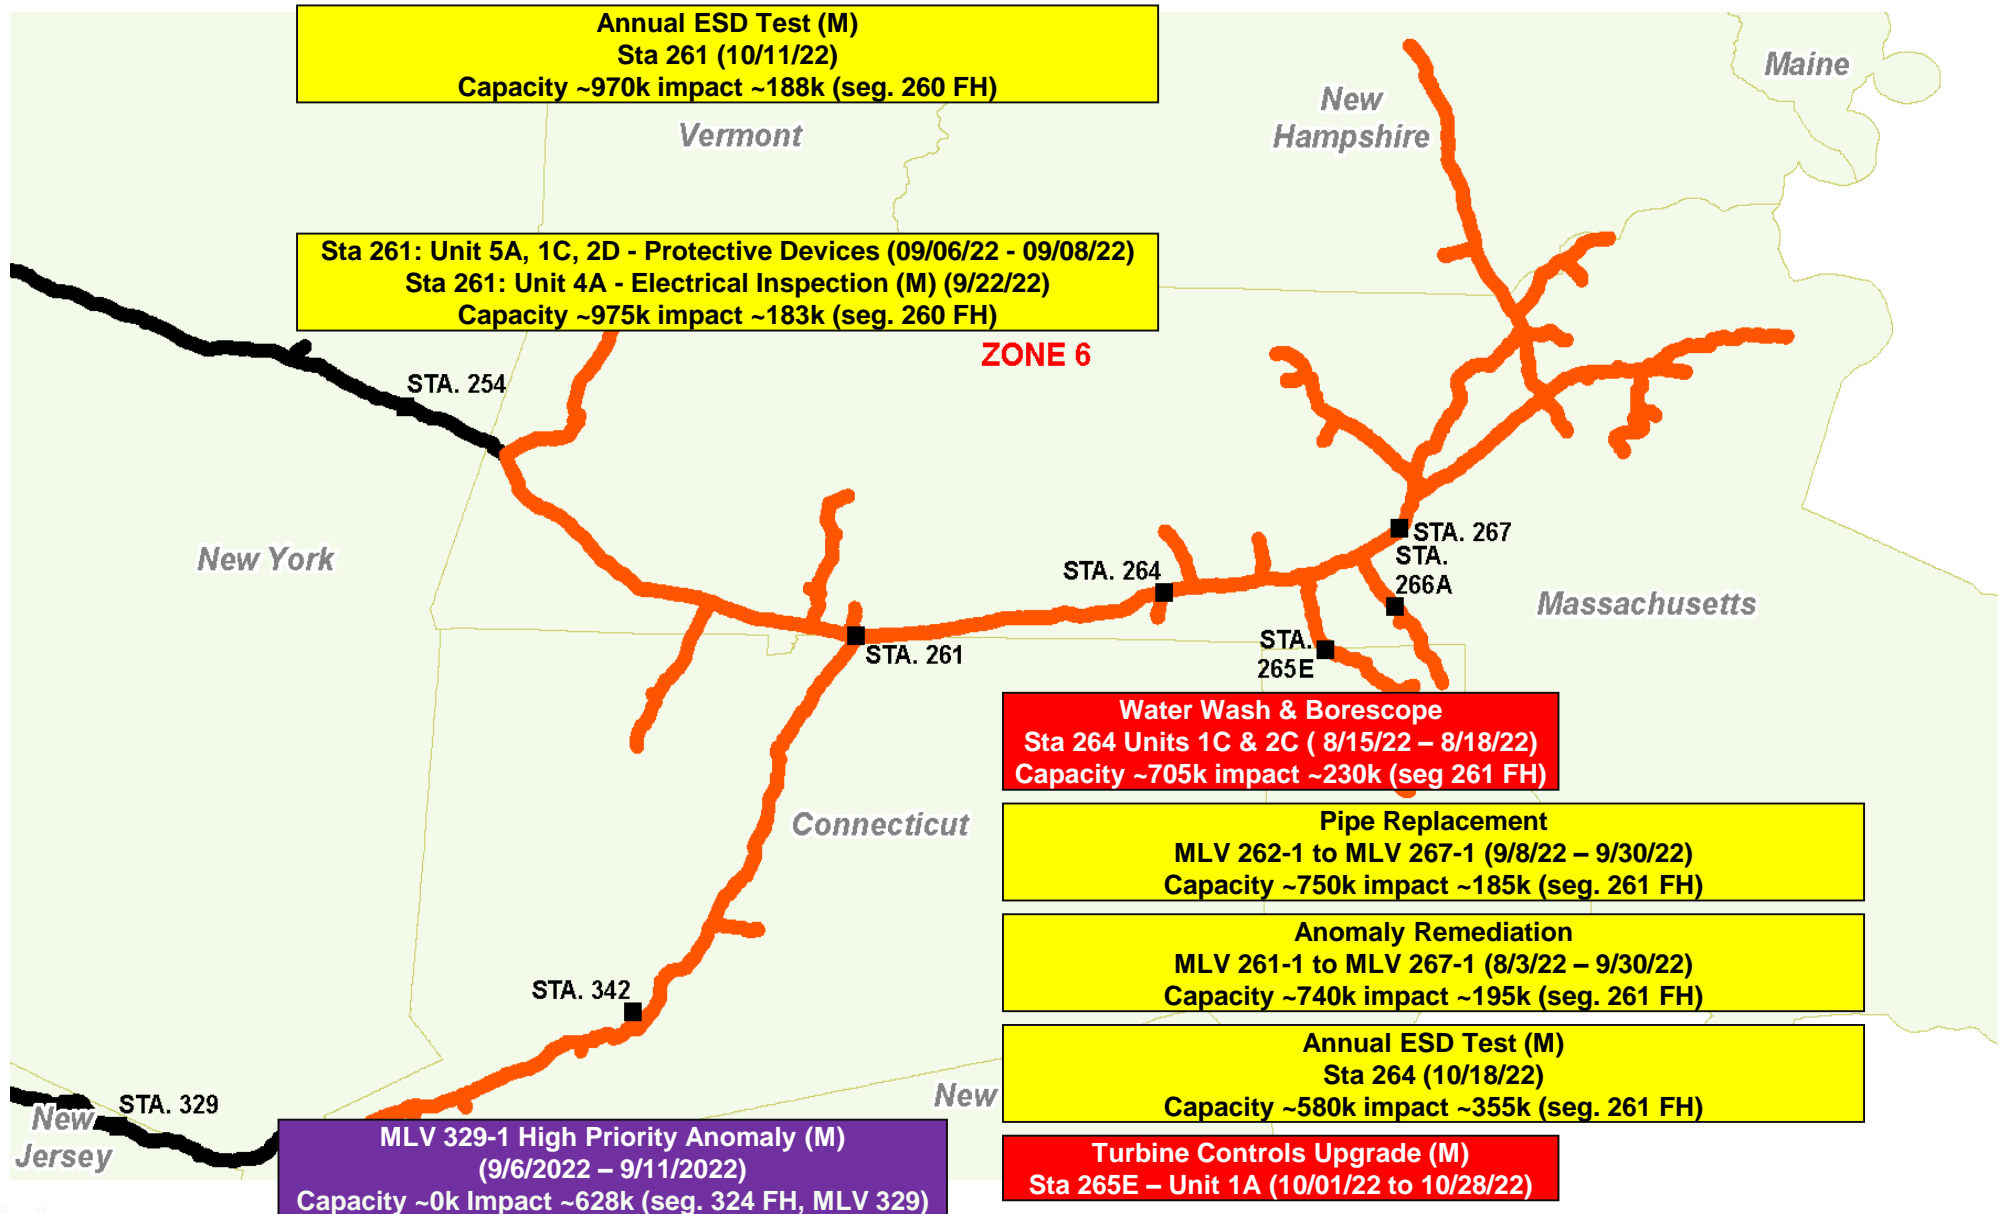 Annual ESD Test (M)
Sta 261 (10/11/22)
Capacity ~970k impact ~188k (seg. 260 FH)
Maine
New
Hampshire
Vermont
Sta 261: Unit 5A, 1C, 2D - Protective Devices (09/06/22 - 09/08/22)
Sta 261: Unit 4A - Electrical Inspection (M) (9/22/22)
Capacity ~975k impact ~183k (seg. 260 FH)
ZONE 6
STA. 254
New York
STA. 267
STA.
266A
STA. 264
Massachusetts
STA. 261
STA.
265E
Water Wash & Borescope
Sta 264 Units 1C & 2C ( 8/15/22 – 8/18/22)
Capacity ~705k impact ~230k (seg 261 FH)
Connecticut
Pipe Replacement
MLV 262-1 to MLV 267-1 (9/8/22 – 9/30/22)
Capacity ~750k impact ~185k (seg. 261 FH)
Anomaly Remediation
MLV 261-1 to MLV 267-1 (8/3/22 – 9/30/22)
Capacity ~740k impact ~195k (seg. 261 FH)
STA. 342
Annual ESD Test (M)
Sta 264 (10/18/22)
Capacity ~580k impact ~355k (seg. 261 FH)
New
STA. 329
New
Jersey
MLV 329-1 High Priority Anomaly (M)
(9/6/2022 – 9/11/2022)
Capacity ~0k Impact ~628k (seg. 324 FH, MLV 329)
Turbine Controls Upgrade (M)
Sta 265E – Unit 1A (10/01/22 to 10/28/22)